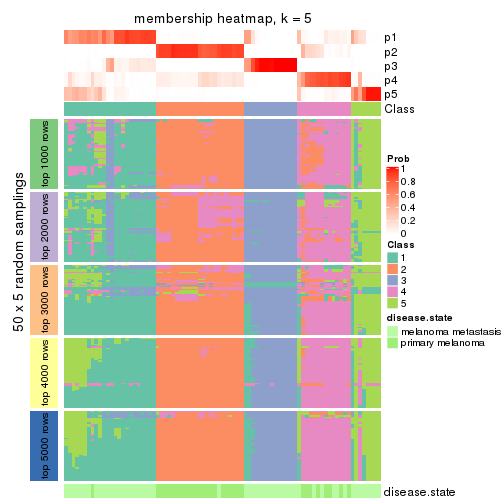 membership heatmap, k = 5
p1
p2
p3
p4
p5
Class
50 x 5 random samplings
top 1000 rows
top 2000 rows
top 3000 rows
top 4000 rows
top 5000 rows
disease.state
Prob
1
0.8
0.6
0.4
0.2
0
Class
1
2
3
4
5
disease.state
melanoma metastasis
primary melanoma